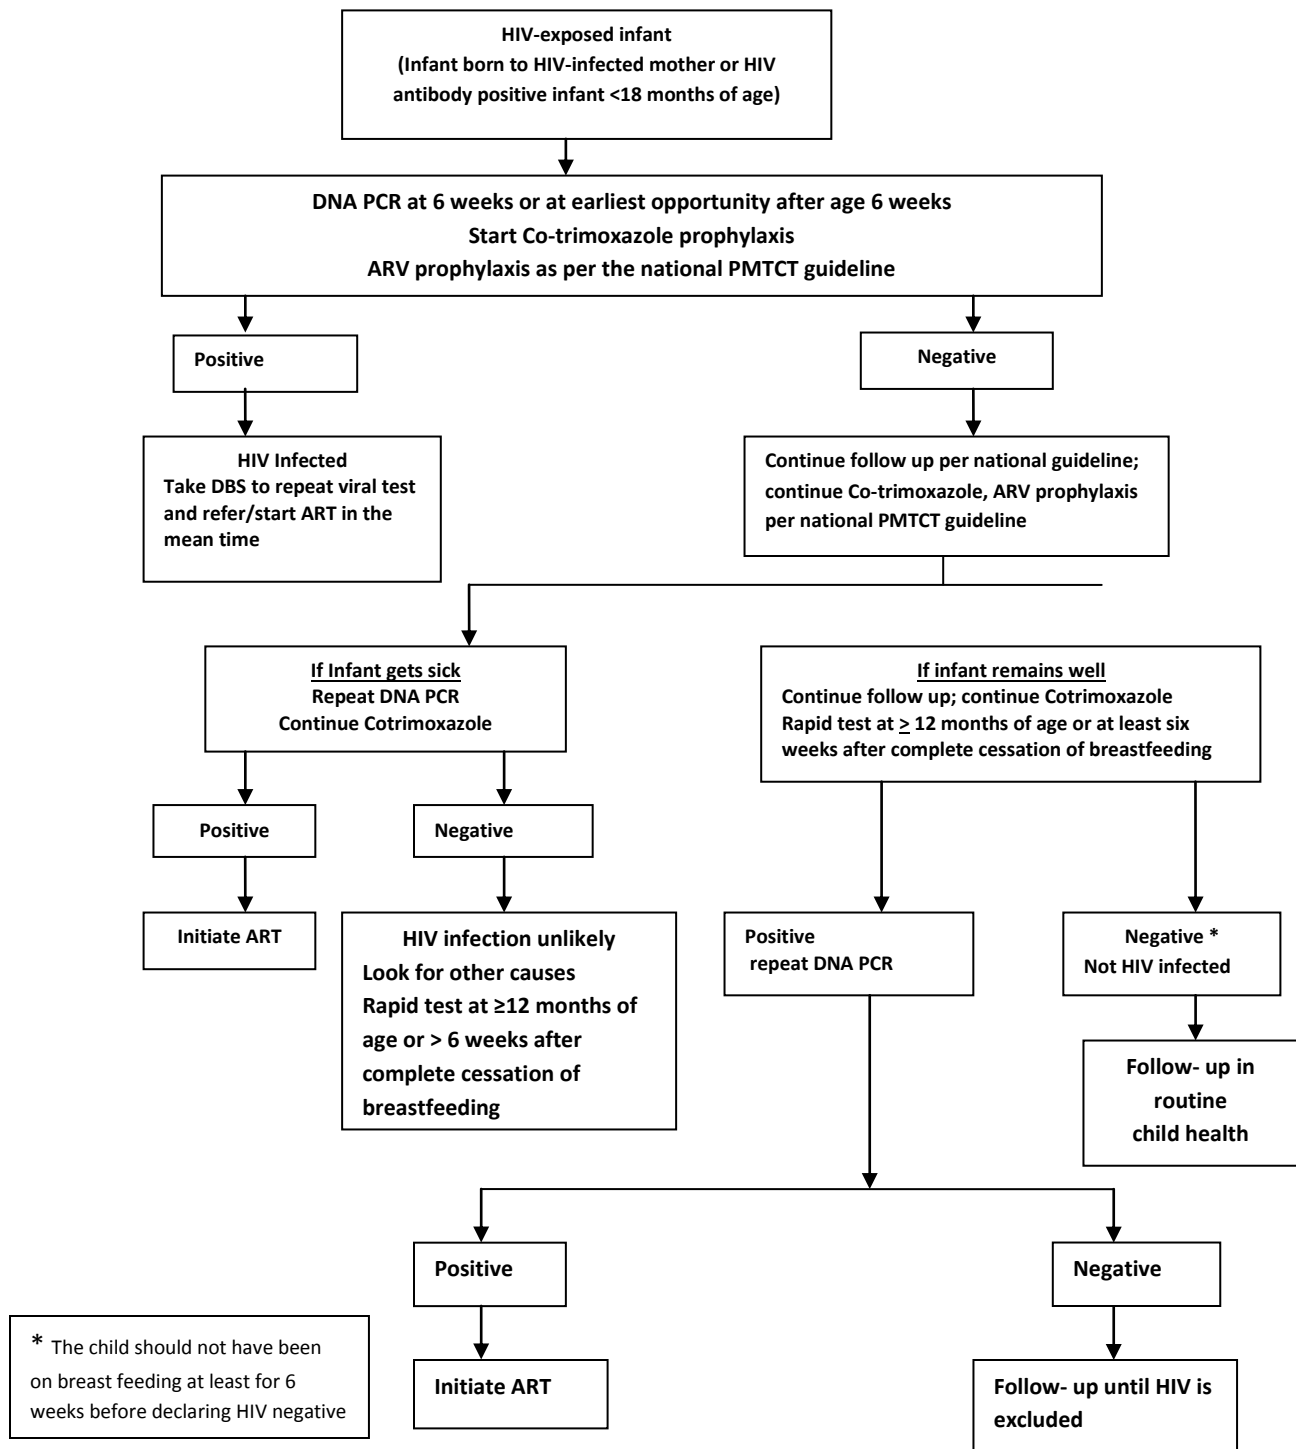 HIV-exposed infant
(Infant born to HIV-infected mother or HIV
antibody positive infant <18 months of age)
DNA PCR at 6 weeks or at earliest opportunity after age 6 weeks
Start Co-trimoxazole prophylaxis
ARV prophylaxis as per the national PMTCT guideline
Positive
Negative
HIV Infected
Take DBS to repeat viral test
and refer/start ART in the
mean time
Continue follow up per national guideline;
continue Co-trimoxazole, ARV prophylaxis
per national PMTCT guideline
If Infant gets sick
Repeat DNA PCR
Continue Cotrimoxazole
If infant remains well
Continue follow up; continue Cotrimoxazole
Rapid test at ≥ 12 months of age or at least six
weeks after complete cessation of breastfeeding
Positive
Negative
Initiate ART
HIV infection unlikely
Look for other causes
Rapid test at ≥12 months of
age or > 6 weeks after
complete cessation of
breastfeeding
Positive
repeat DNA PCR
Negative *
Not HIV infected
Follow- up in
routine
child health
Positive
Negative
Initiate ART
Follow- up until HIV is
excluded
* The child should not have been
on breast feeding at least for 6
weeks before declaring HIV negative